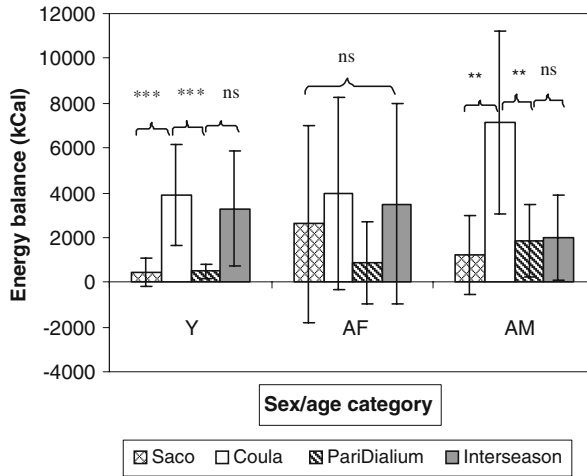 12000
10000
8000
6000
4000
2000
0
-2000
-4000
Energy balance (kCal)
*** *** ns
ns
** ** ns
Y AF AM
Sex/age category
Saco Coula PariDialium Interseason